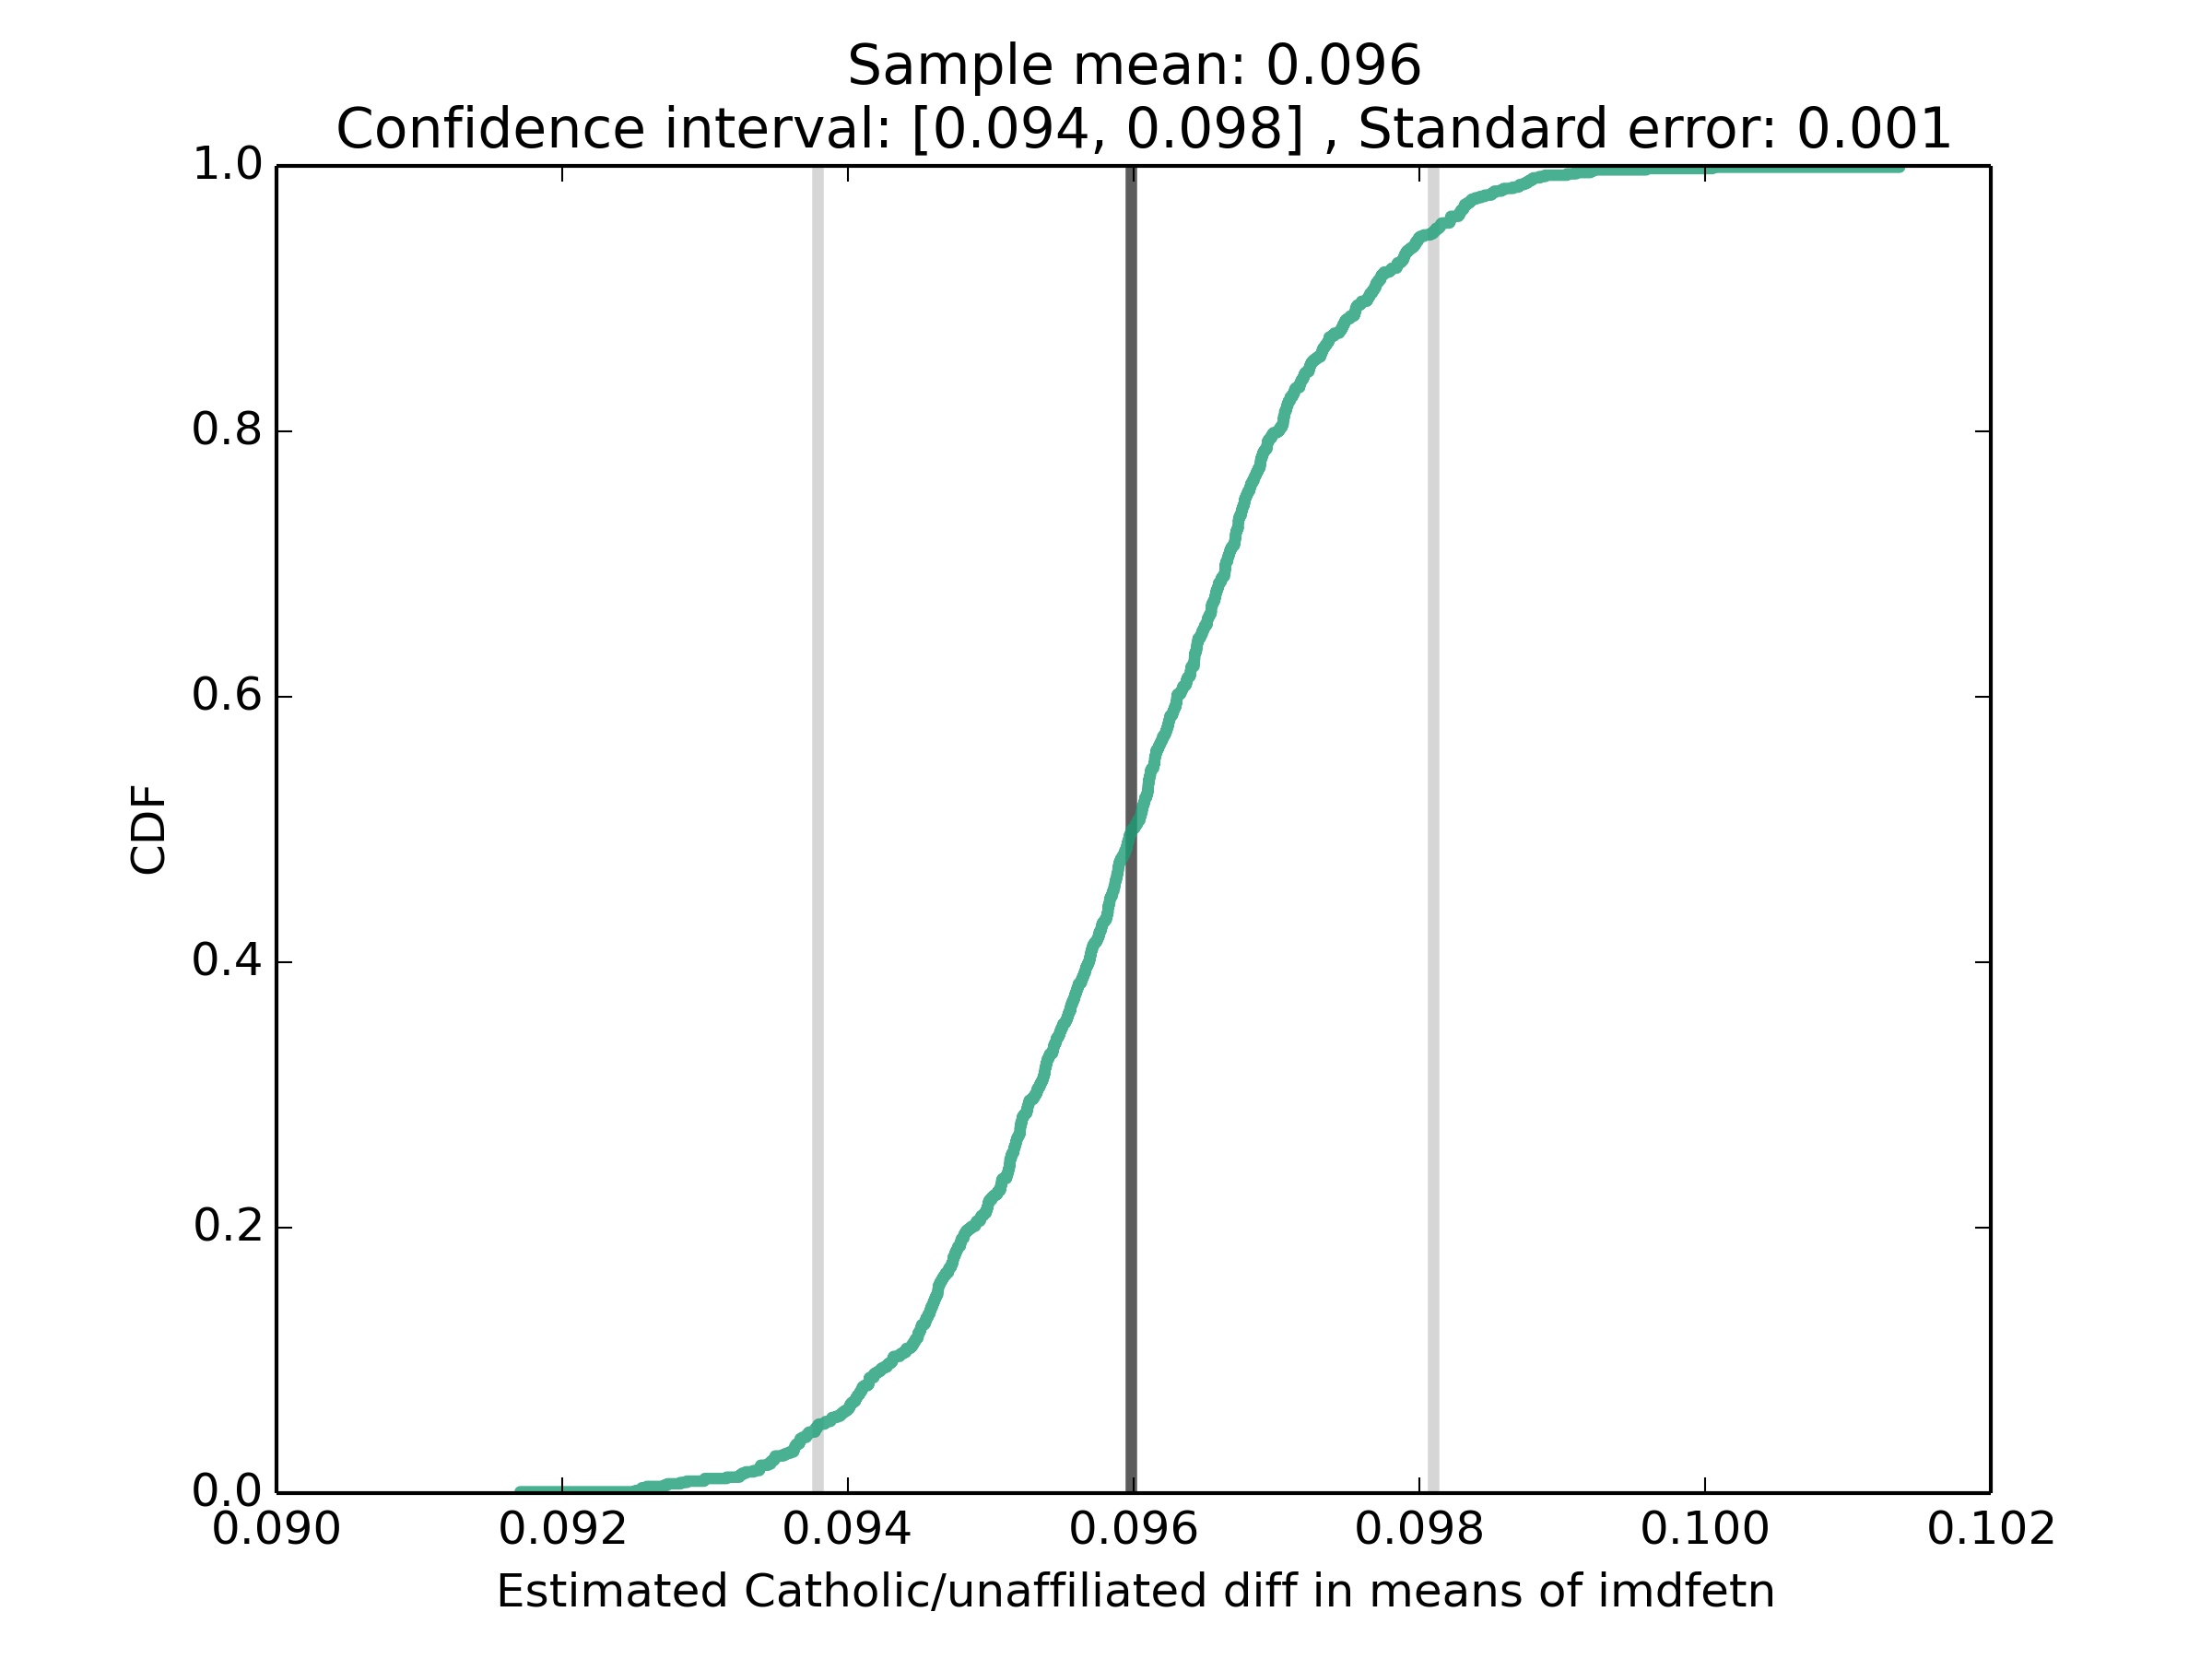 Sample mean: 0.096
Confidence interval: [0.094, 0.098] , Standard error: 0.001
1.0
0.8
0.6
0.4
0.2
0.0
CDF
0.090 0.092 0.094 0.096 0.098 0.100 0.102
Estimated Catholic/unaffiliated diff in means of imdfetn